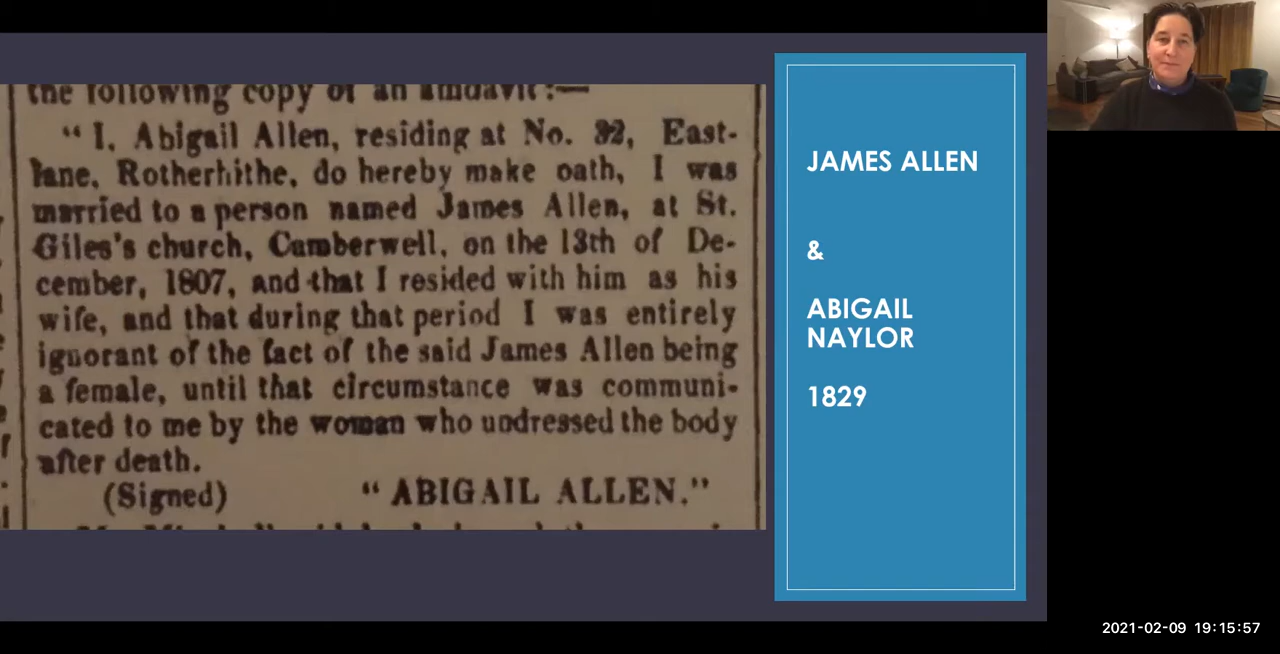 the following copy of an affidavit:—
“ I, Abigail Allen, residing at No. 32, East-
lane, Rotherhithe, do hereby make oath, I was
married to a person named James Allen, at St.
Giles's church, Camberwell, on the 13th of De-
cember, 1807, and that I resided with him as his
wife, and that during that period I was entirely
ignorant of the fact of the said James Allen being
a female, until that circumstance was communi-
cated to me by the woman who undressed the body
after death.
(Signed) “ ABIGAIL ALLEN.”
JAMES ALLEN
&
ABIGAIL
NAYLOR
1829
2021-02-09 19:15:57